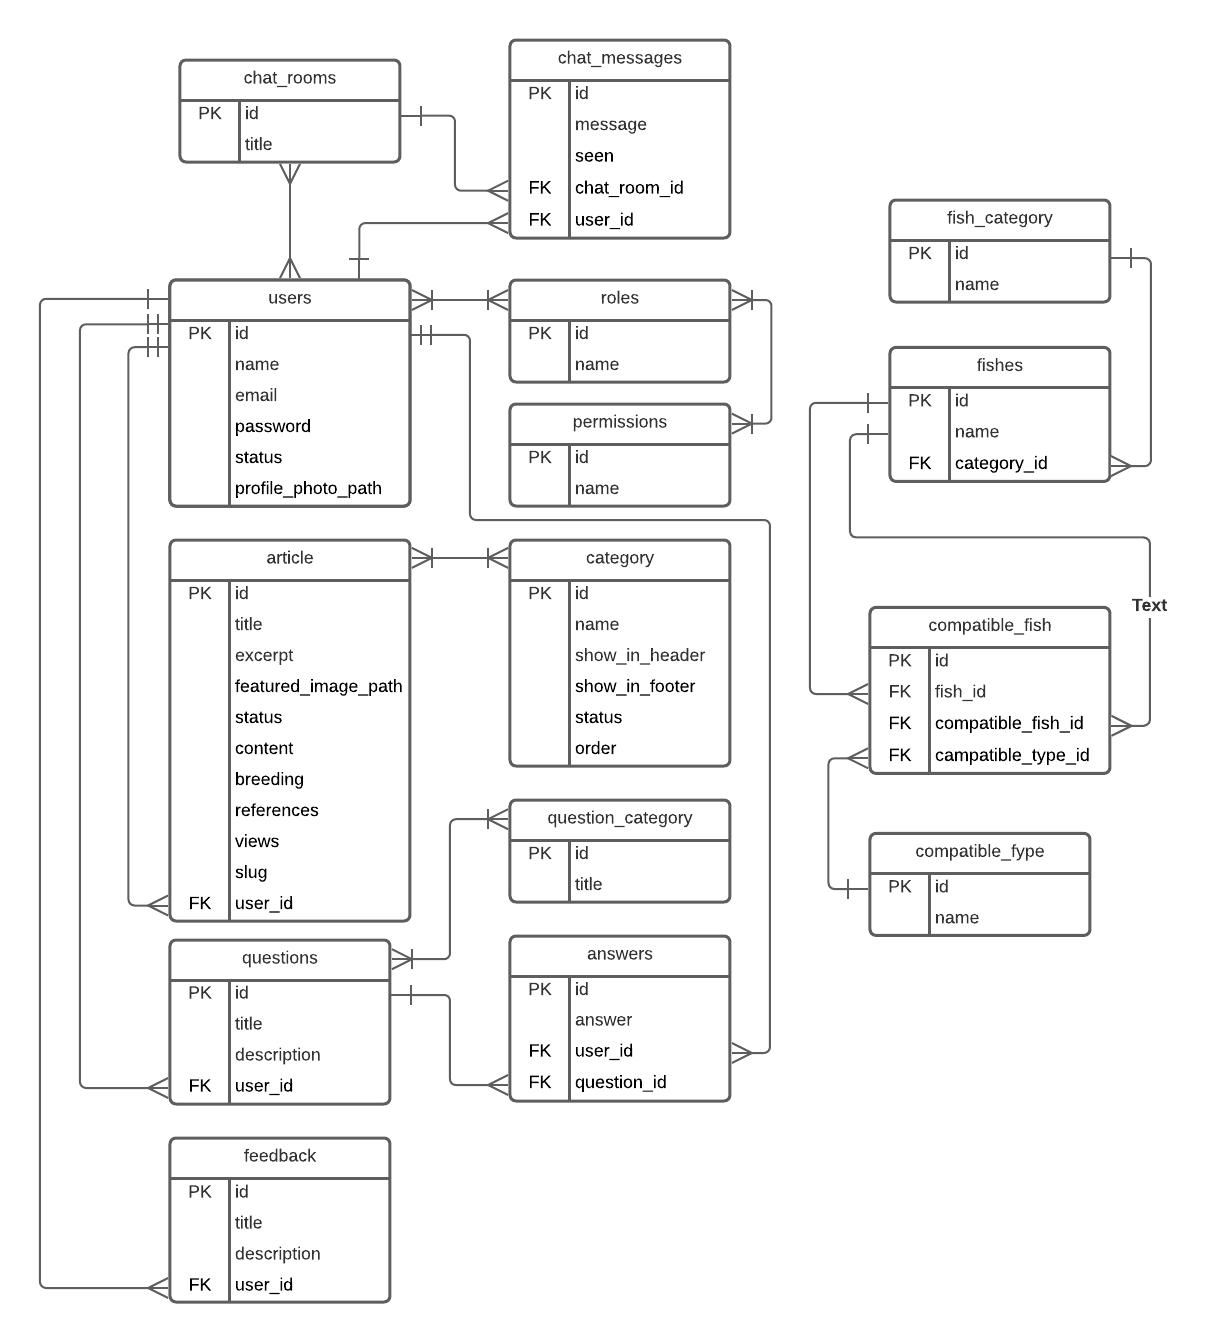 chat_rooms
PK id
title
chat_messages
PK id
message
seen
FK chat_room_id
FK user_id
users
PK id
name
email
password
status
profile_photo_path
roles
PK id
name
permissions
PK id
name
article
PK id
title
excerpt
featured_image_path
status
content
breeding
references
views
slug
FK user_id
category
PK id
name
show_in_header
show_in_footer
status
order
question_category
PK id
title
questions
PK id
title
description
FK user_id
answers
PK id
answer
FK user_id
FK question_id
feedback
PK id
title
description
FK user_id
fish_category
PK id
name
fishes
PK id
name
FK category_id
Text
compatible_fish
PK id
FK fish_id
FK compatible_fish_id
FK campatible_type_id
compatible_fype
PK id
name